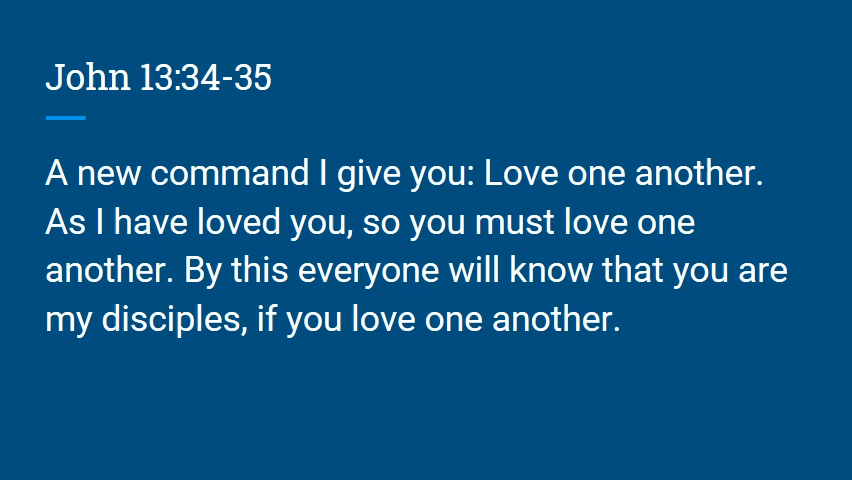 John 13:34-35
A new command I give you: Love one another.
As I have loved you, so you must love one
another. By this everyone will know that you are
my disciples, if you love one another.